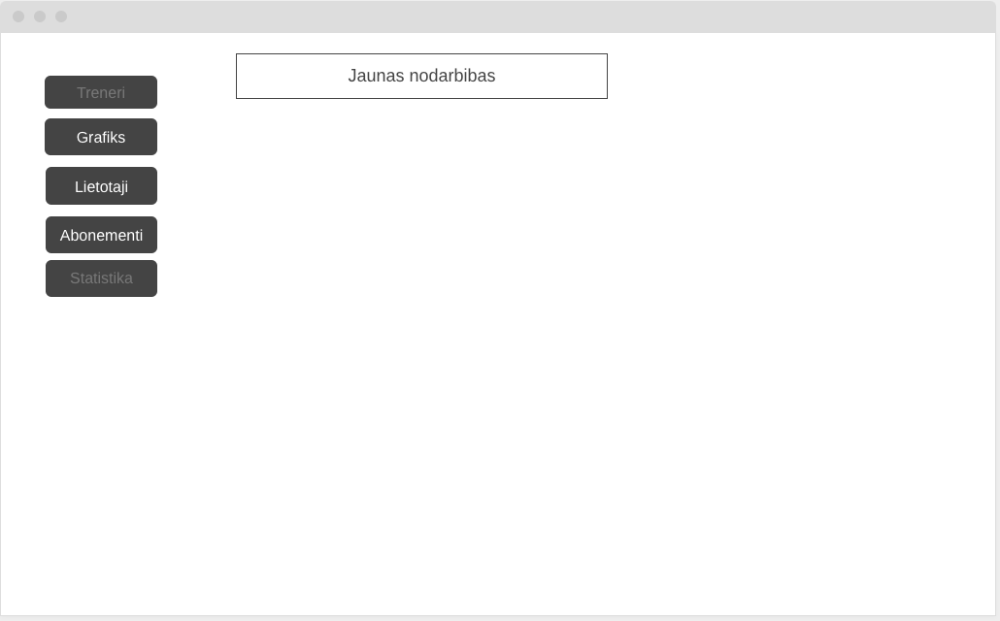 Jaunas nodarbibas
Treneri
Grafiks
Lietotaji
Abonementi
Statistika